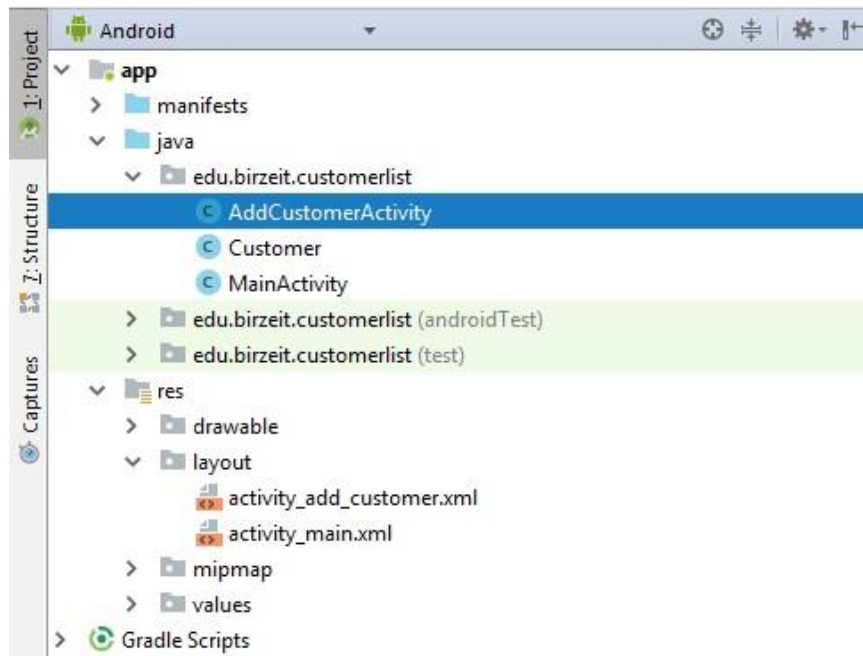 Android
1: Project
app
manifests
java
edu.birzeit.customerlist
AddCustomerActivity
7: Structure
Customer
MainActivity
edu.birzeit.customerlist (androidTest)
edu.birzeit.customerlist (test)
Captures
res
drawable
layout
activity_add_customer.xml
activity_main.xml
mipmap
values
Gradle Scripts